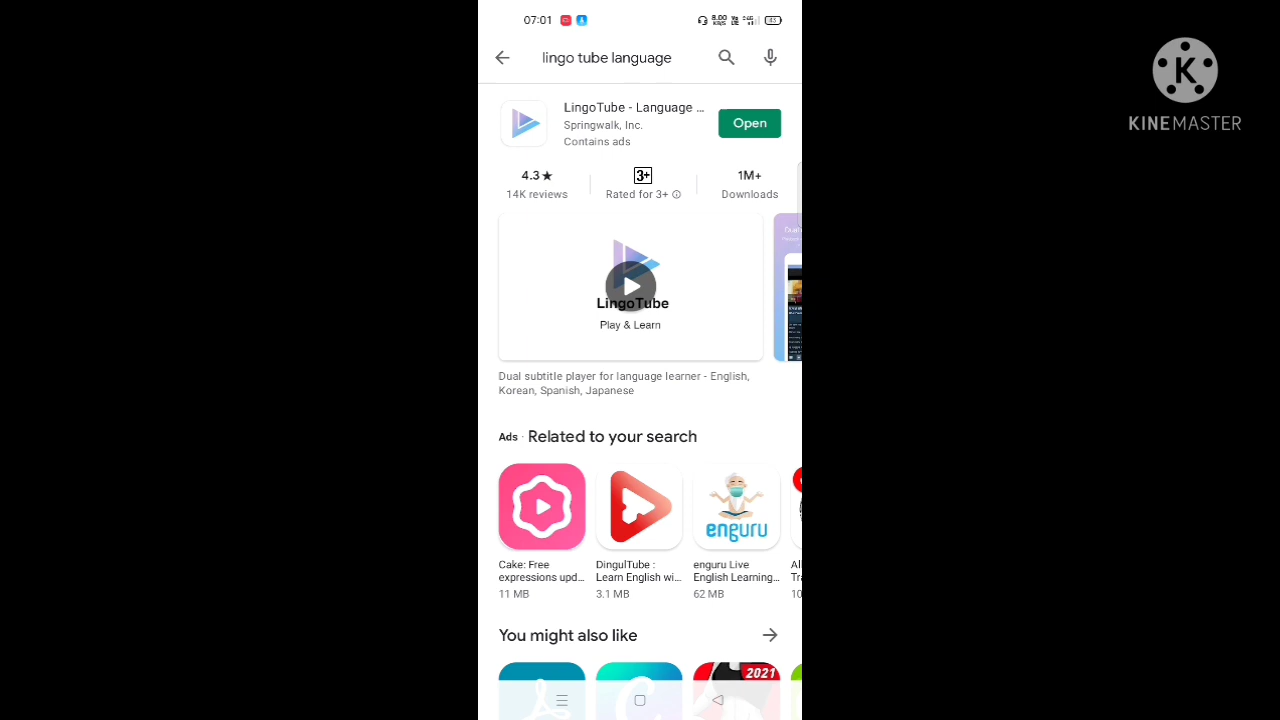 07:01
8.00
KB/S
lingo tube language
LingoTube - Language ...
Springwalk, Inc.
Contains ads
Open
4.3★
14K reviews
3+
Rated for 3+
1M+
Downloads
LingoTube
Play & Learn
Dual subtitle player for language learner - English,
Korean, Spanish, Japanese
Ads · Related to your search
enguru
Cake: Free
expressions upd...
11 MB
DingulTube :
Learn English wi...
3.1 MB
enguru Live
English Learning...
62 MB
You might also like
2021
K
KINEMASTER